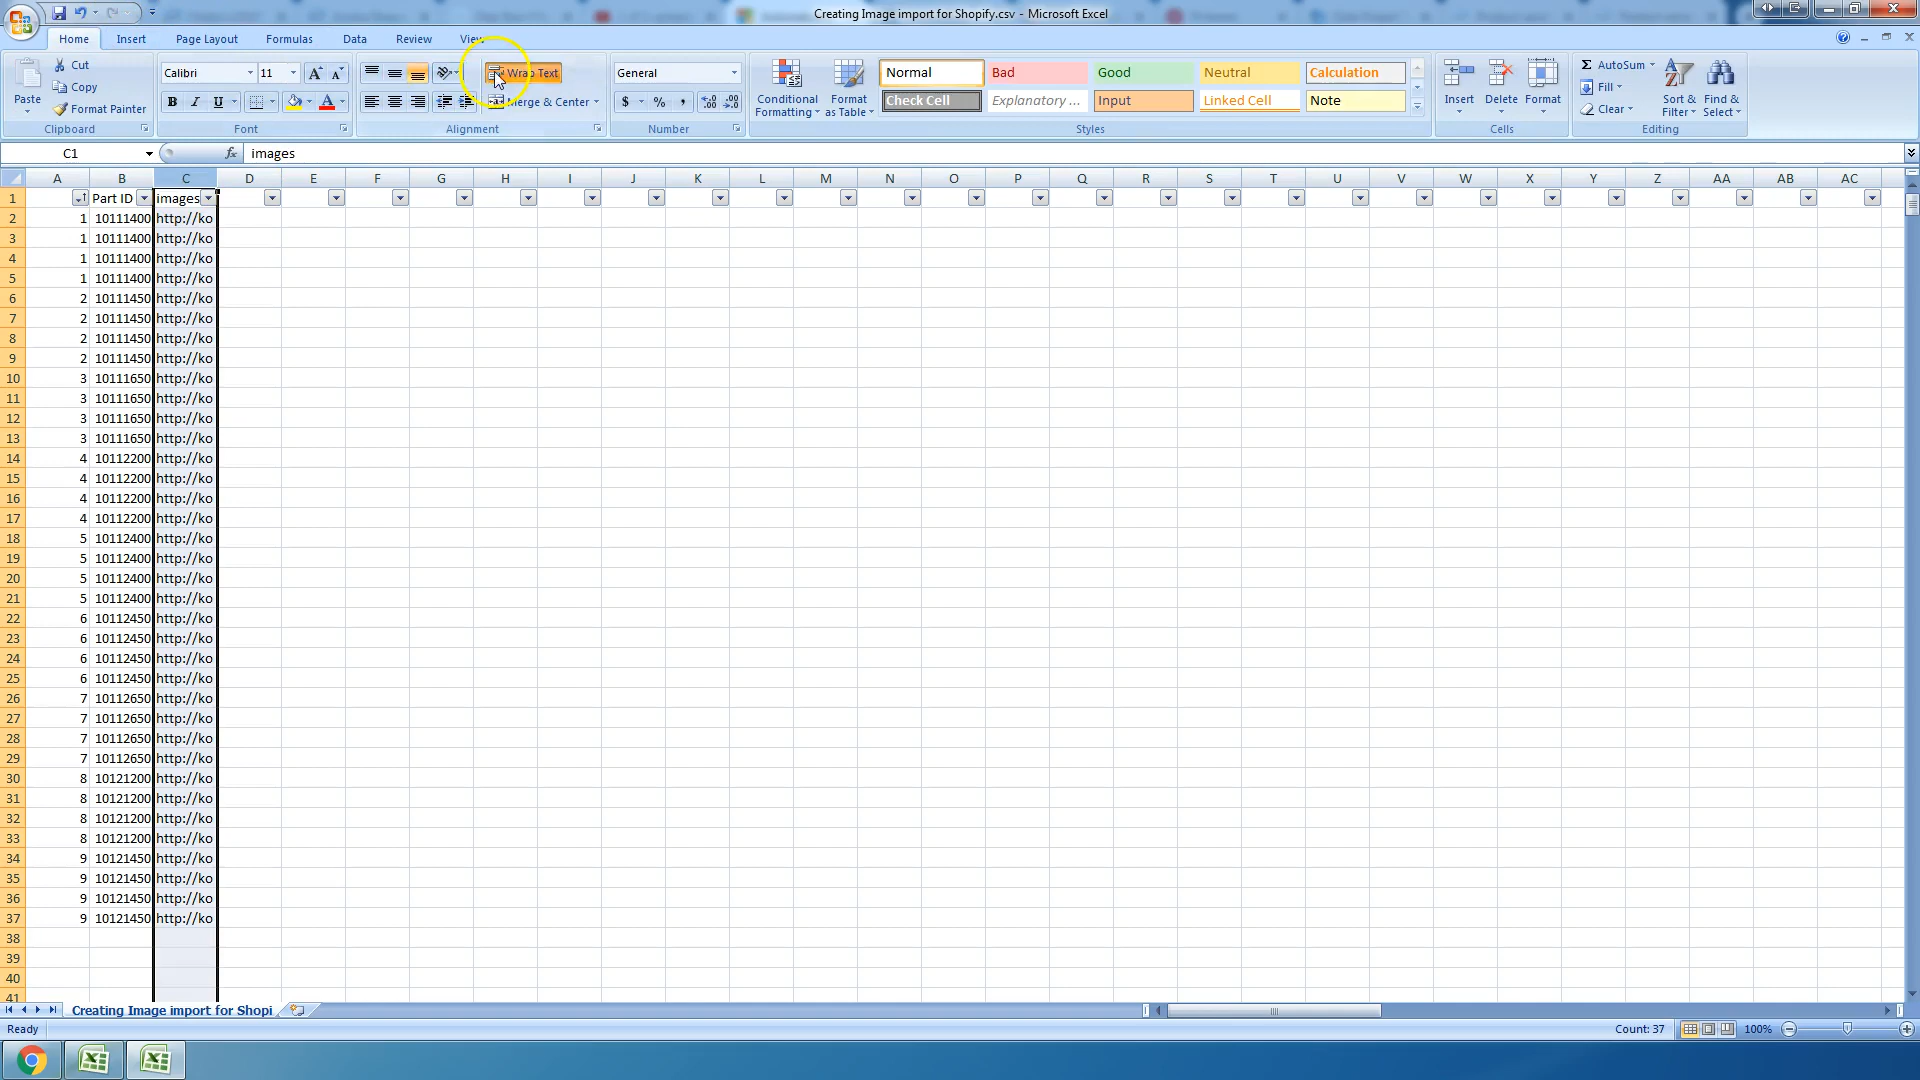 Creating Image import for Shopify.csv - Microsoft Excel
Home Insert Page Layout Formulas Data Review View
Cut Calibri 11 Wrap Text General Normal Bad Good Neutral Calculation AutoSum
Copy Fill
Paste Format Painter B I U Merge & Center $ % , Conditional Formatting Format as Table Check Cell Explanatory ... Input Linked Cell Note Insert Delete Format Clear Sort & Filter Find & Select
Clipboard Font Alignment Number Styles Cells Editing
C1 fx images
A B C D E F G H I J K L M N O P Q R S T U V W X Y Z AA AB AC
1 Part ID images
2 1 10111400 http://ko
3 1 10111400 http://ko
4 1 10111400 http://ko
5 1 10111400 http://ko
6 2 10111450 http://ko
7 2 10111450 http://ko
8 2 10111450 http://ko
9 2 10111450 http://ko
10 3 10111650 http://ko
11 3 10111650 http://ko
12 3 10111650 http://ko
13 3 10111650 http://ko
14 4 10112200 http://ko
15 4 10112200 http://ko
16 4 10112200 http://ko
17 4 10112200 http://ko
18 5 10112400 http://ko
19 5 10112400 http://ko
20 5 10112400 http://ko
21 5 10112400 http://ko
22 6 10112450 http://ko
23 6 10112450 http://ko
24 6 10112450 http://ko
25 6 10112450 http://ko
26 7 10112650 http://ko
27 7 10112650 http://ko
28 7 10112650 http://ko
29 7 10112650 http://ko
30 8 10121200 http://ko
31 8 10121200 http://ko
32 8 10121200 http://ko
33 8 10121200 http://ko
34 9 10121450 http://ko
35 9 10121450 http://ko
36 9 10121450 http://ko
37 9 10121450 http://ko
38
39
40
41
Creating Image import for Shopi
Ready Count: 37 100%